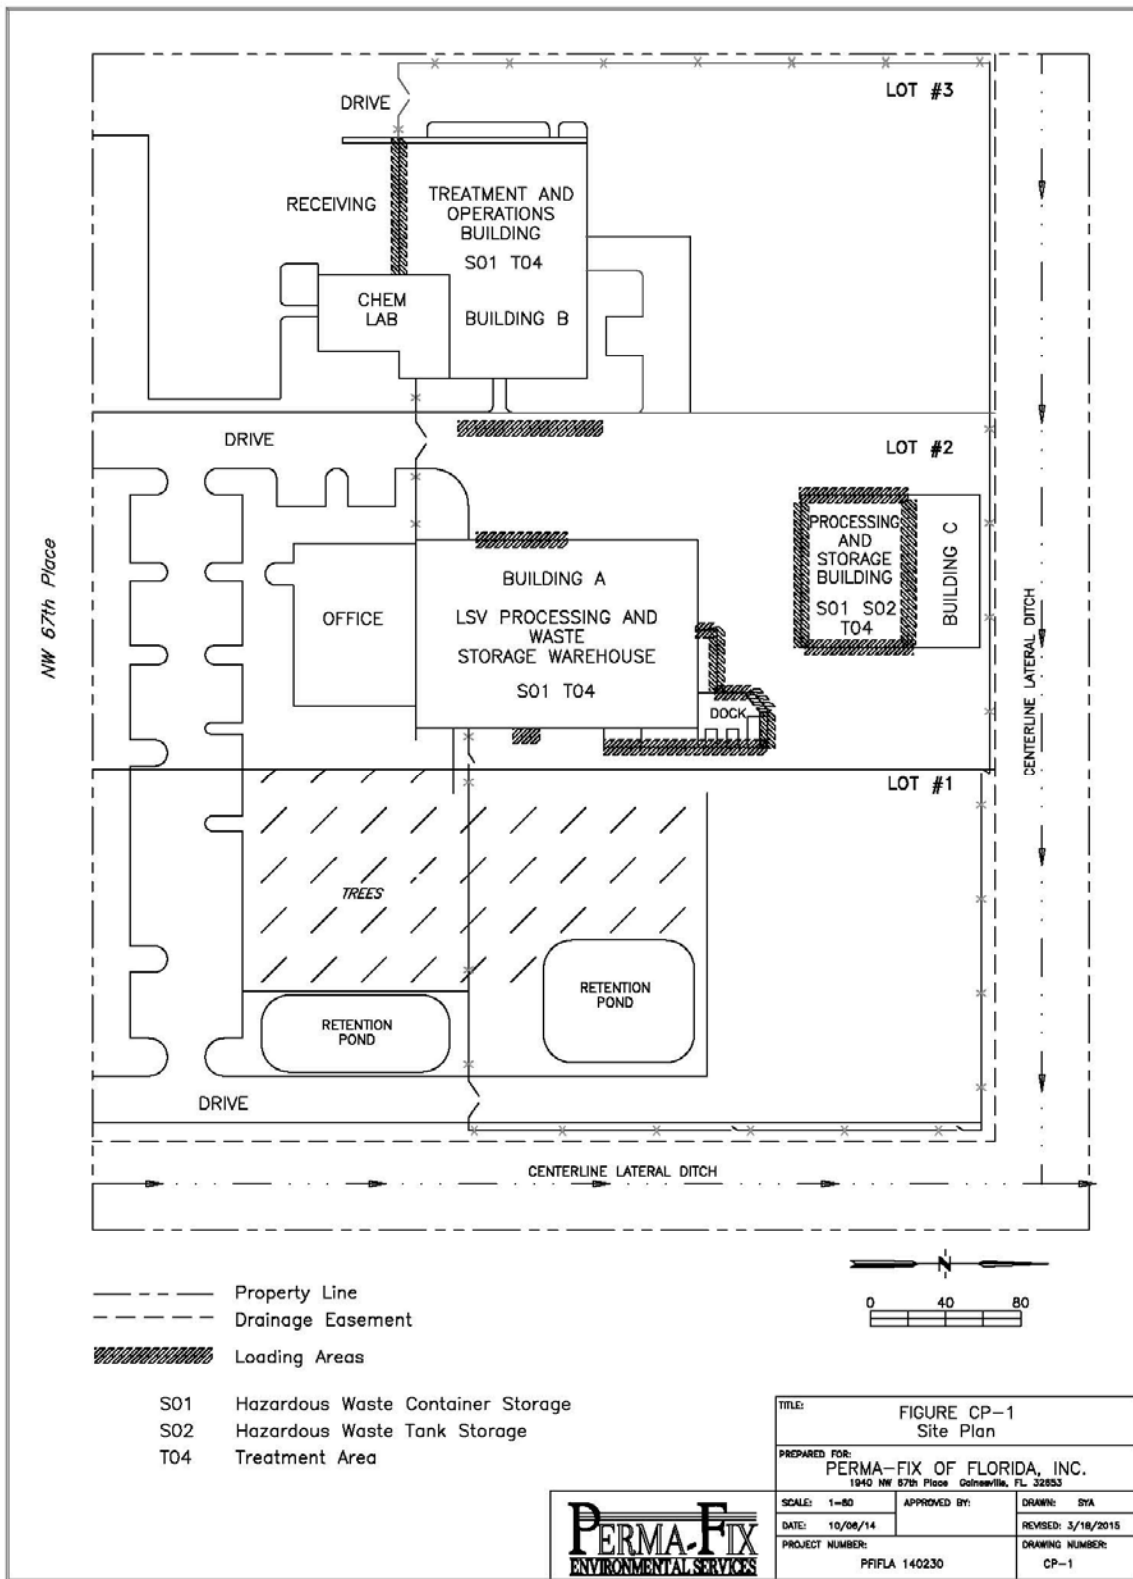 LOT #3
DRIVE
RECEIVING
TREATMENT AND
OPERATIONS
BUILDING
S01 T04
CHEM
LAB
BUILDING B
DRIVE
LOT #2
NW 67th Place
OFFICE
BUILDING A
LSV PROCESSING AND
WASTE
STORAGE WAREHOUSE
S01 T04
DOCK
PROCESSING
AND
STORAGE
BUILDING
S01 S02
T04
BUILDING C
CENTERLINE LATERAL DITCH
LOT #1
TREES
RETENTION
POND
RETENTION
POND
DRIVE
CENTERLINE LATERAL DITCH
N
0 40 80
Property Line
Drainage Easement
Loading Areas
S01 Hazardous Waste Container Storage
S02 Hazardous Waste Tank Storage
T04 Treatment Area
TITLE:
FIGURE CP-1
Site Plan
PREPARED FOR:
PERMA-FIX OF FLORIDA, INC.
1940 NW 67th Place Gainesville, FL 32653
SCALE: 1-60 APPROVED BY: DRAWN: SYA
DATE: 10/06/14 REVISED: 3/18/2015
PROJECT NUMBER: DRAWING NUMBER:
PFIFLA 140230 CP-1
PERMA-FIX
ENVIRONMENTAL SERVICES